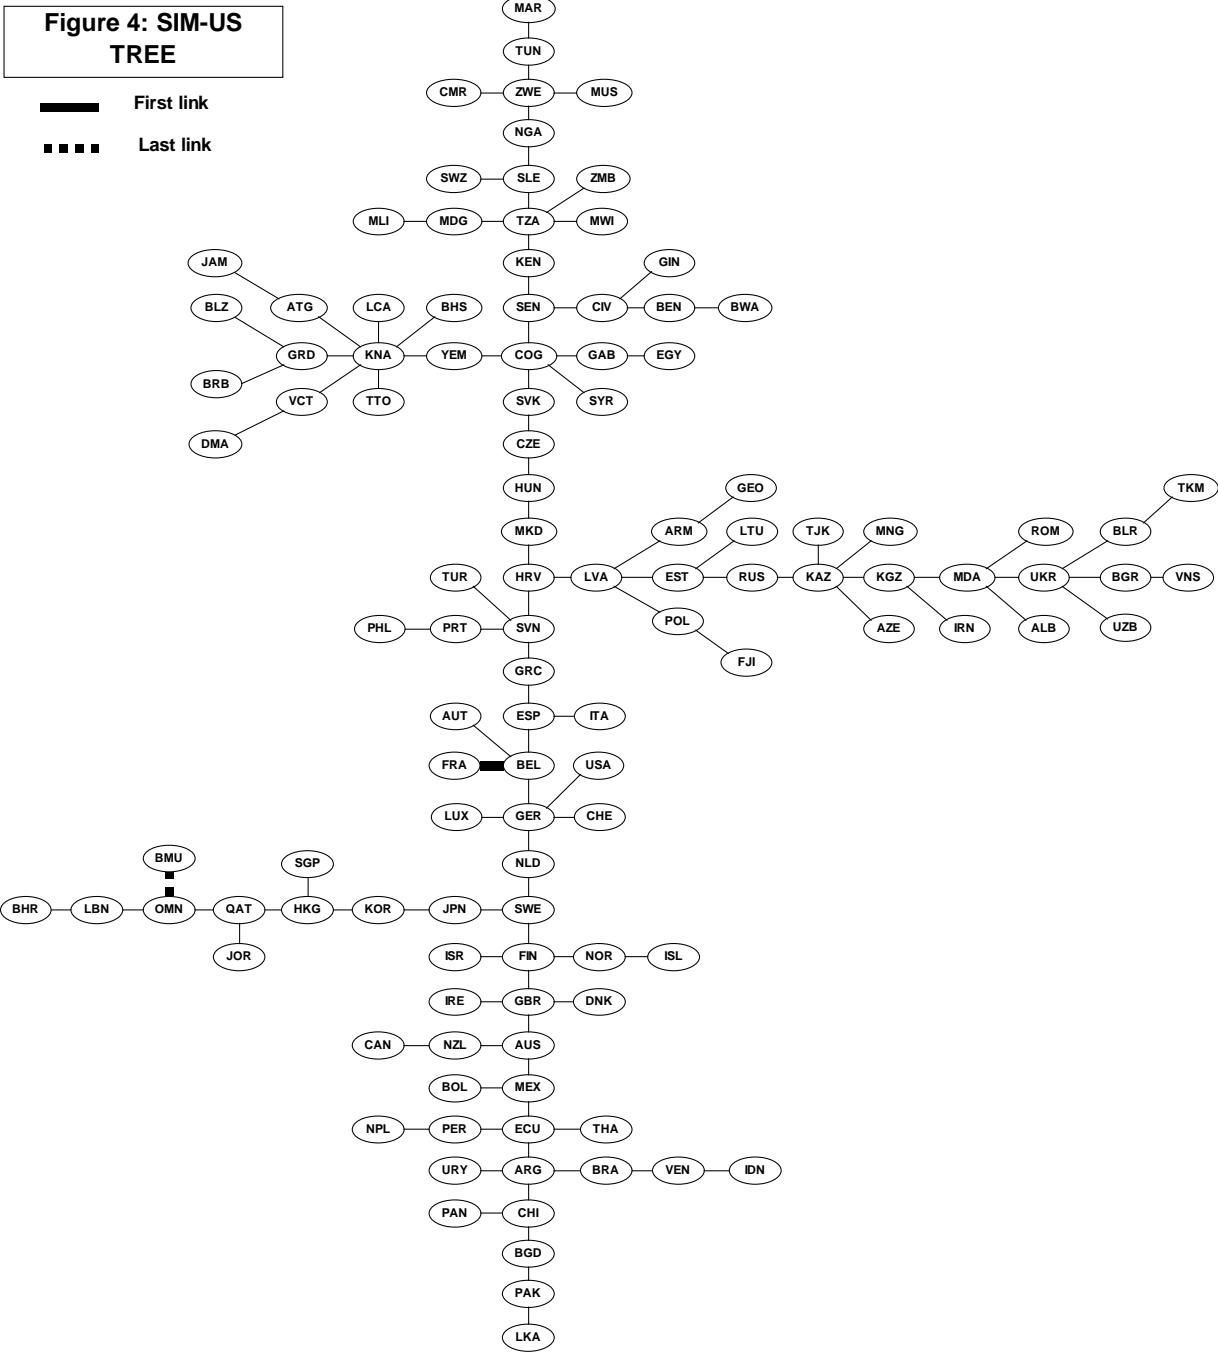 Figure 4: SIM-US
TREE
First link
Last link
MAR
TUN
CMR ZWE MUS
NGA
SWZ SLE ZMB
MLI MDG TZA MWI
JAM KEN GIN
BLZ ATG LCA BHS SEN CIV BEN BWA
GRD KNA YEM COG GAB EGY
BRB VCT TTO SVK SYR
DMA CZE
HUN GEO TKM
MKD ARM LTU TJK MNG ROM BLR
TUR HRV LVA EST RUS KAZ KGZ MDA UKR BGR VNS
PHL PRT SVN POL AZE IRN ALB UZB
GRC FJI
AUT ESP ITA
FRA BEL USA
LUX GER CHE
BMU SGP NLD
BHR LBN OMN QAT HKG KOR JPN SWE
JOR ISR FIN NOR ISL
IRE GBR DNK
CAN NZL AUS
BOL MEX
NPL PER ECU THA
URY ARG BRA VEN IDN
PAN CHI
BGD
PAK
LKA